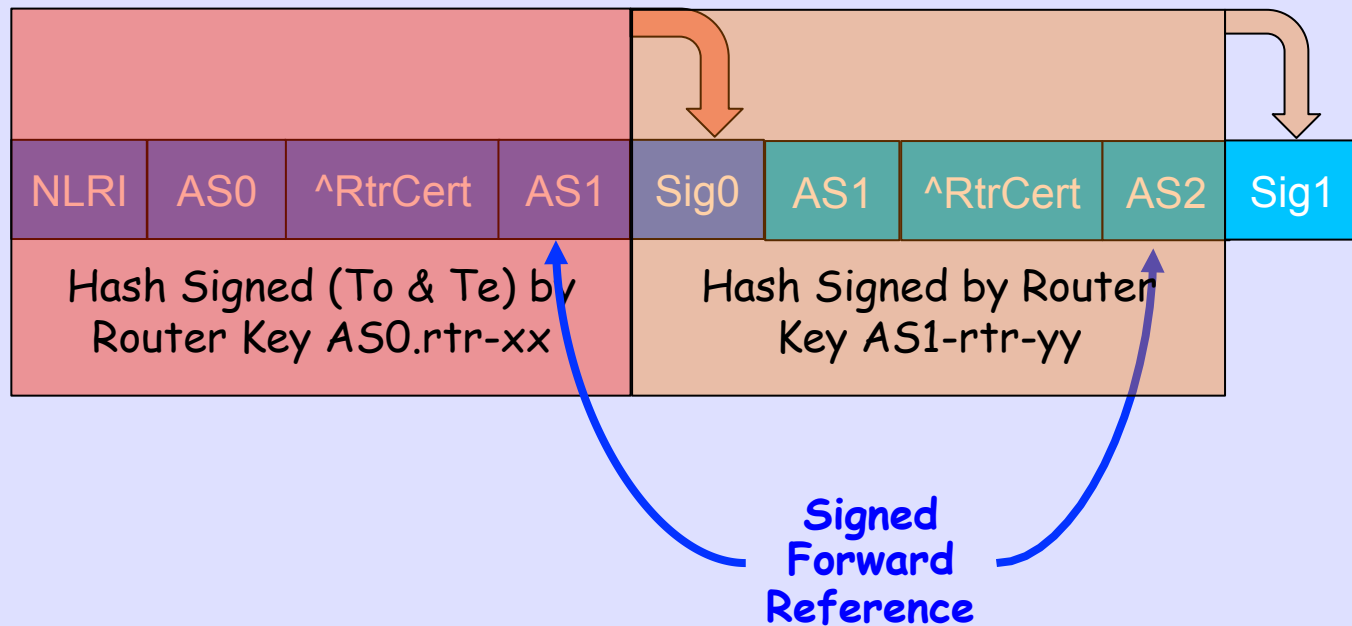 NLRI AS0 ^RtrCert AS1 Sig0 AS1 ^RtrCert AS2 Sig1
Hash Signed (To & Te) by
Router Key AS0.rtr-xx
Hash Signed by Router
Key AS1-rtr-yy
Signed
Forward
Reference